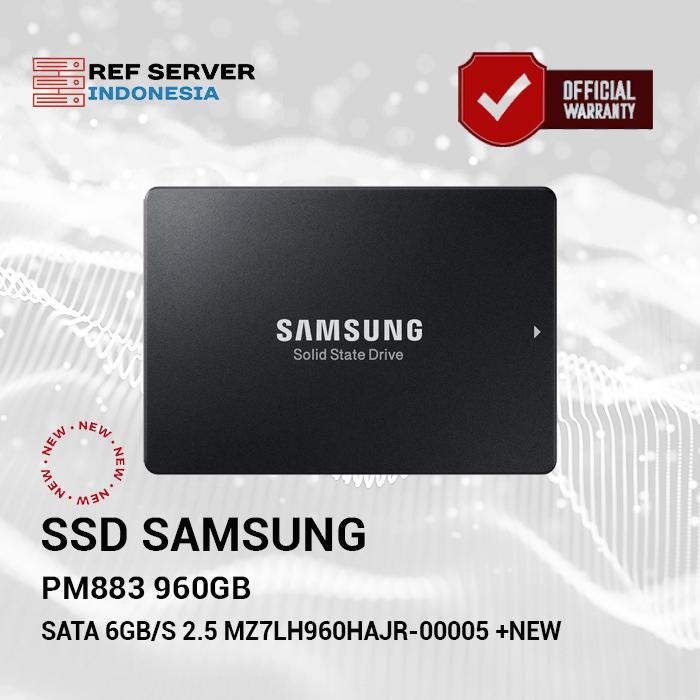 REF SERVER
INDONESIA
OFFICIAL
WARRANTY
SAMSUNG
Solid State Drive
NEW • NEW • NEW • NEW • NEW •
SSD SAMSUNG
PM883 960GB
SATA 6GB/S 2.5 MZ7LH960HAJR-00005 +NEW